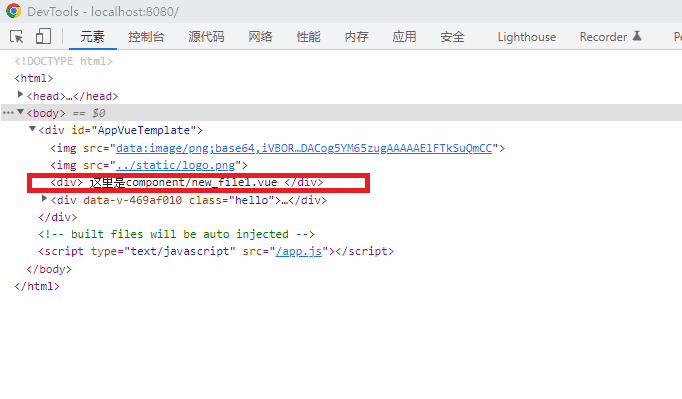 DevTools - localhost:8080/
元素 控制台 源代码 网络 性能 内存 应用 安全 Lighthouse Recorder Pe
<!DOCTYPE html>
<html>
<head>…</head>
<body> == $0
<div id="AppVueTemplate">
<img src="data:image/png;base64,iVBOR…DACog5YM65zugAAAAAElFTkSuQmCC">
<img src="../static/logo.png">
<div> 这里是component/new_file1.vue </div>
<div data-v-469af010 class="hello">…</div>
</div>
<!-- built files will be auto injected -->
<script type="text/javascript" src="/app.js"></script>
</body>
</html>